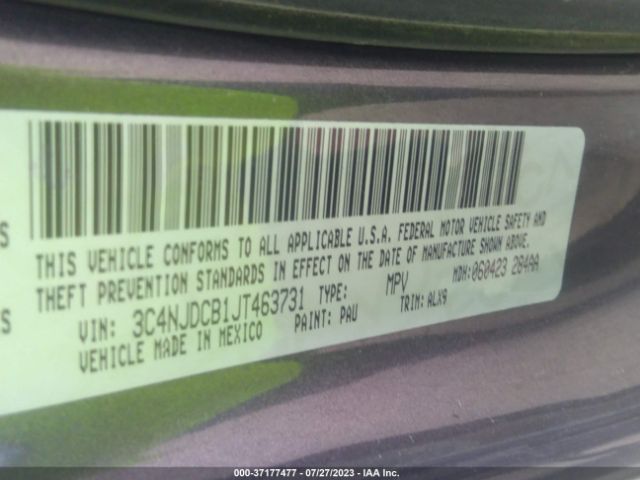 THIS VEHICLE CONFORMS TO ALL APPLICABLE U.S.A. FEDERAL MOTOR VEHICLE SAFETY AND
THEFT PREVENTION STANDARDS IN EFFECT ON THE DATE OF MANUFACTURE SHOWN ABOVE.
VIN: 3C4NJDCB1JT463731 TYPE: MPV MDH: 060423 284AA
VEHICLE MADE IN MEXICO PAINT: PAU TRIM: ALX9
000-37177477 - 07/27/2023 - IAA Inc.